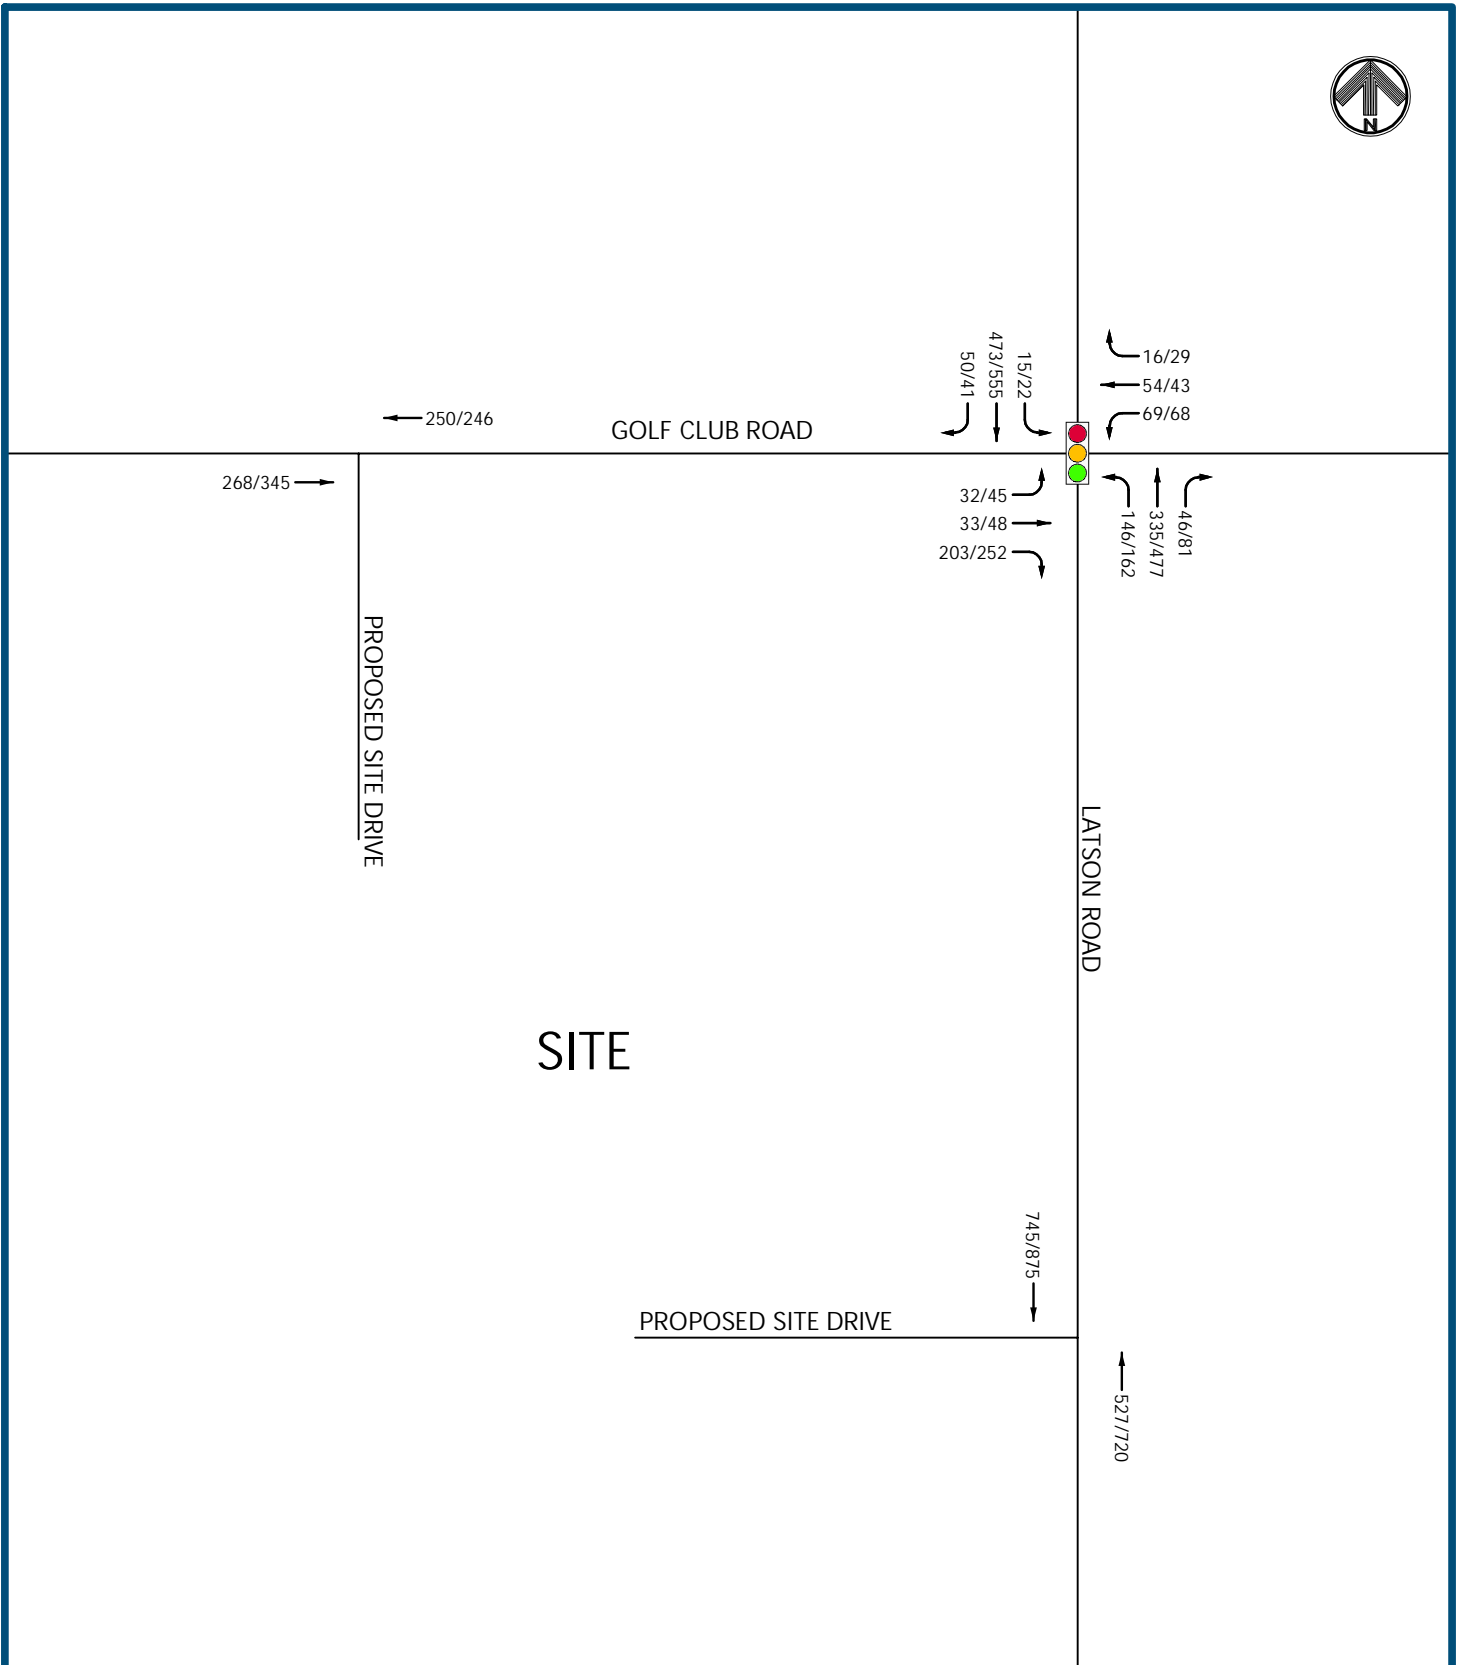 N
16/29
54/43
69/68
50/41
473/555
15/22
250/246
GOLF CLUB ROAD
268/345
32/45
33/48
203/252
146/162
335/477
46/81
PROPOSED SITE DRIVE
LATSON ROAD
SITE
745/875
PROPOSED SITE DRIVE
527/720